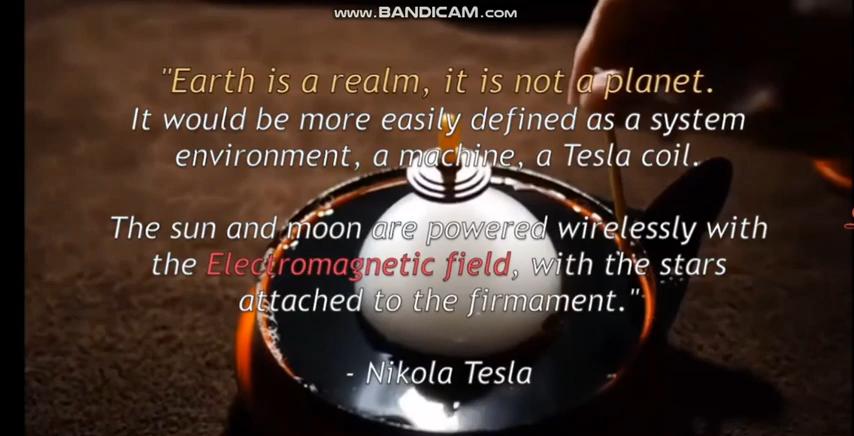 www.BANDICAM.com
"Earth is a realm, it is not a planet.
It would be more easily defined as a system
environment, a machine, a Tesla coil.
The sun and moon are powered wirelessly with
the Electromagnetic field, with the stars
attached to the firmament."
- Nikola Tesla